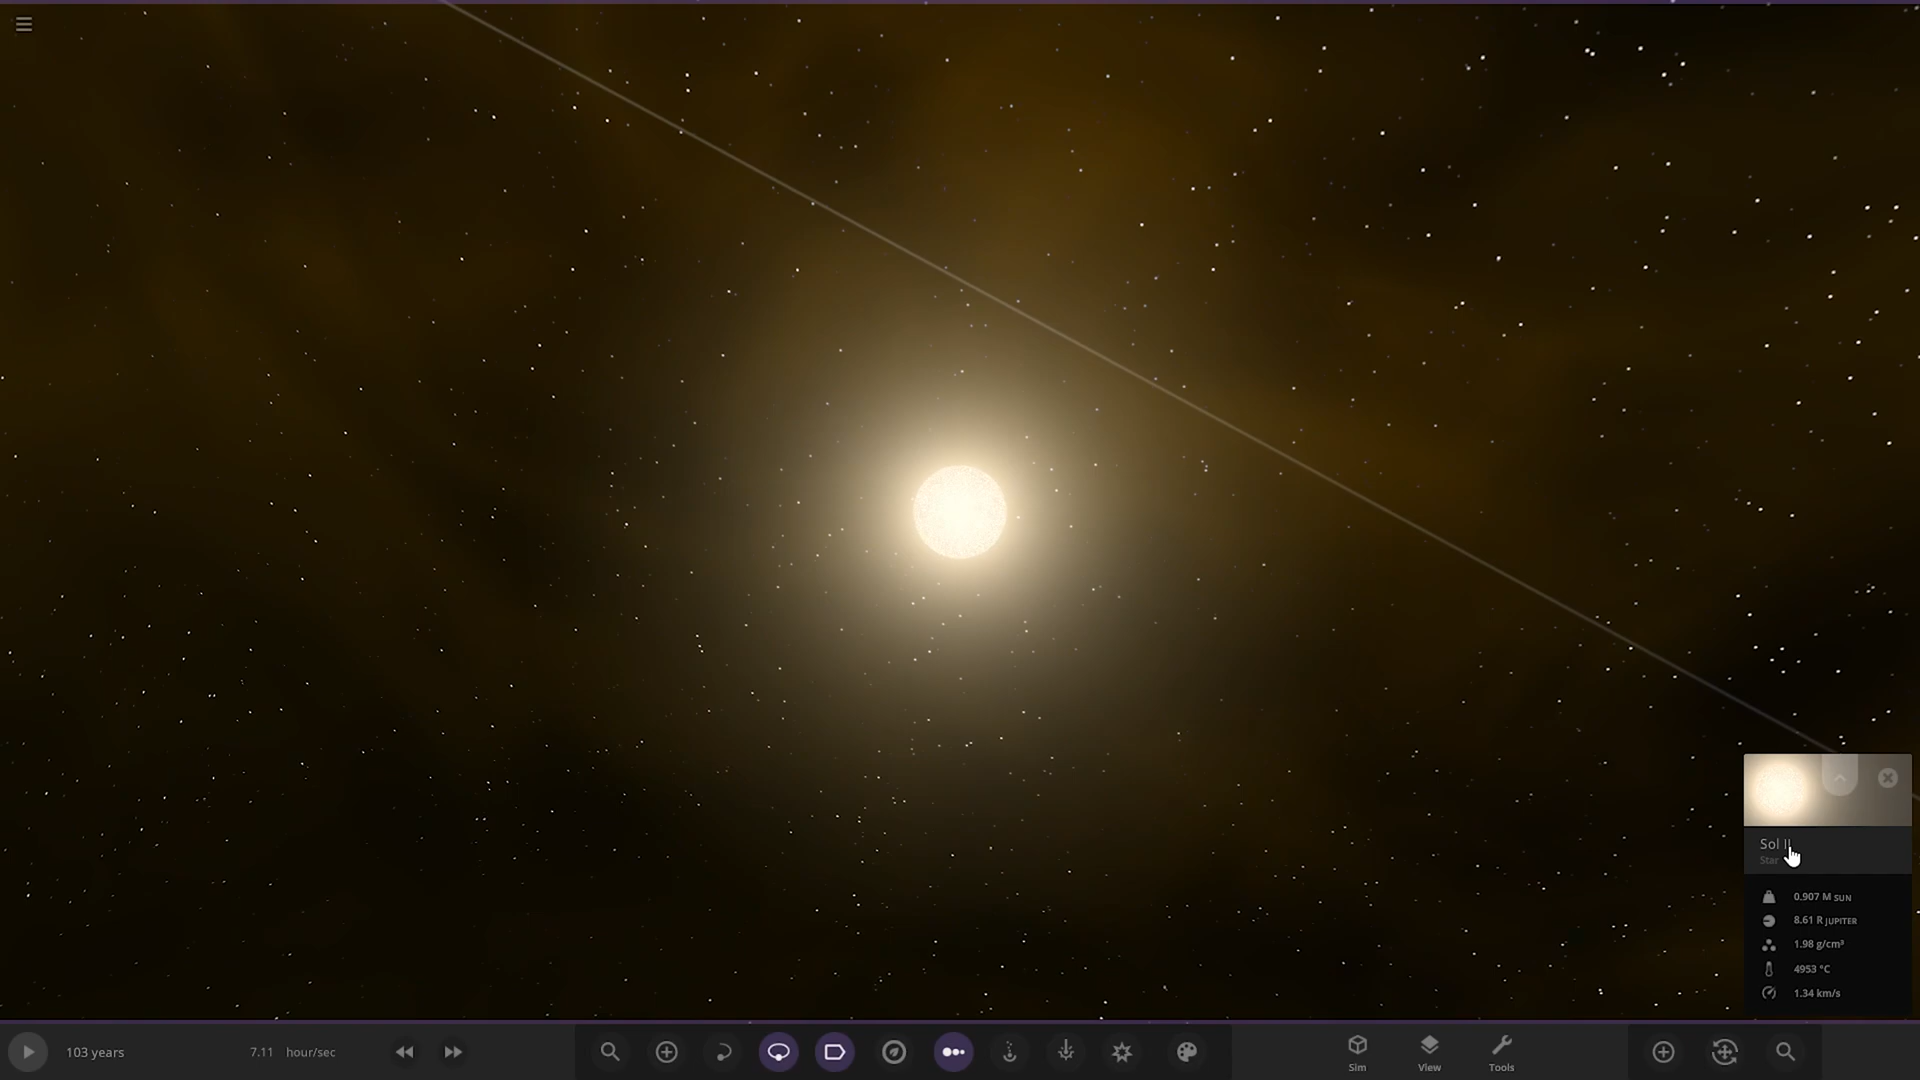 Sol II
Star
0.907 M SUN
8.61 R JUPITER
1.98 g/cm³
4953 °C
1.34 km/s
103 years
7.11 hour/sec
Sim
View
Tools